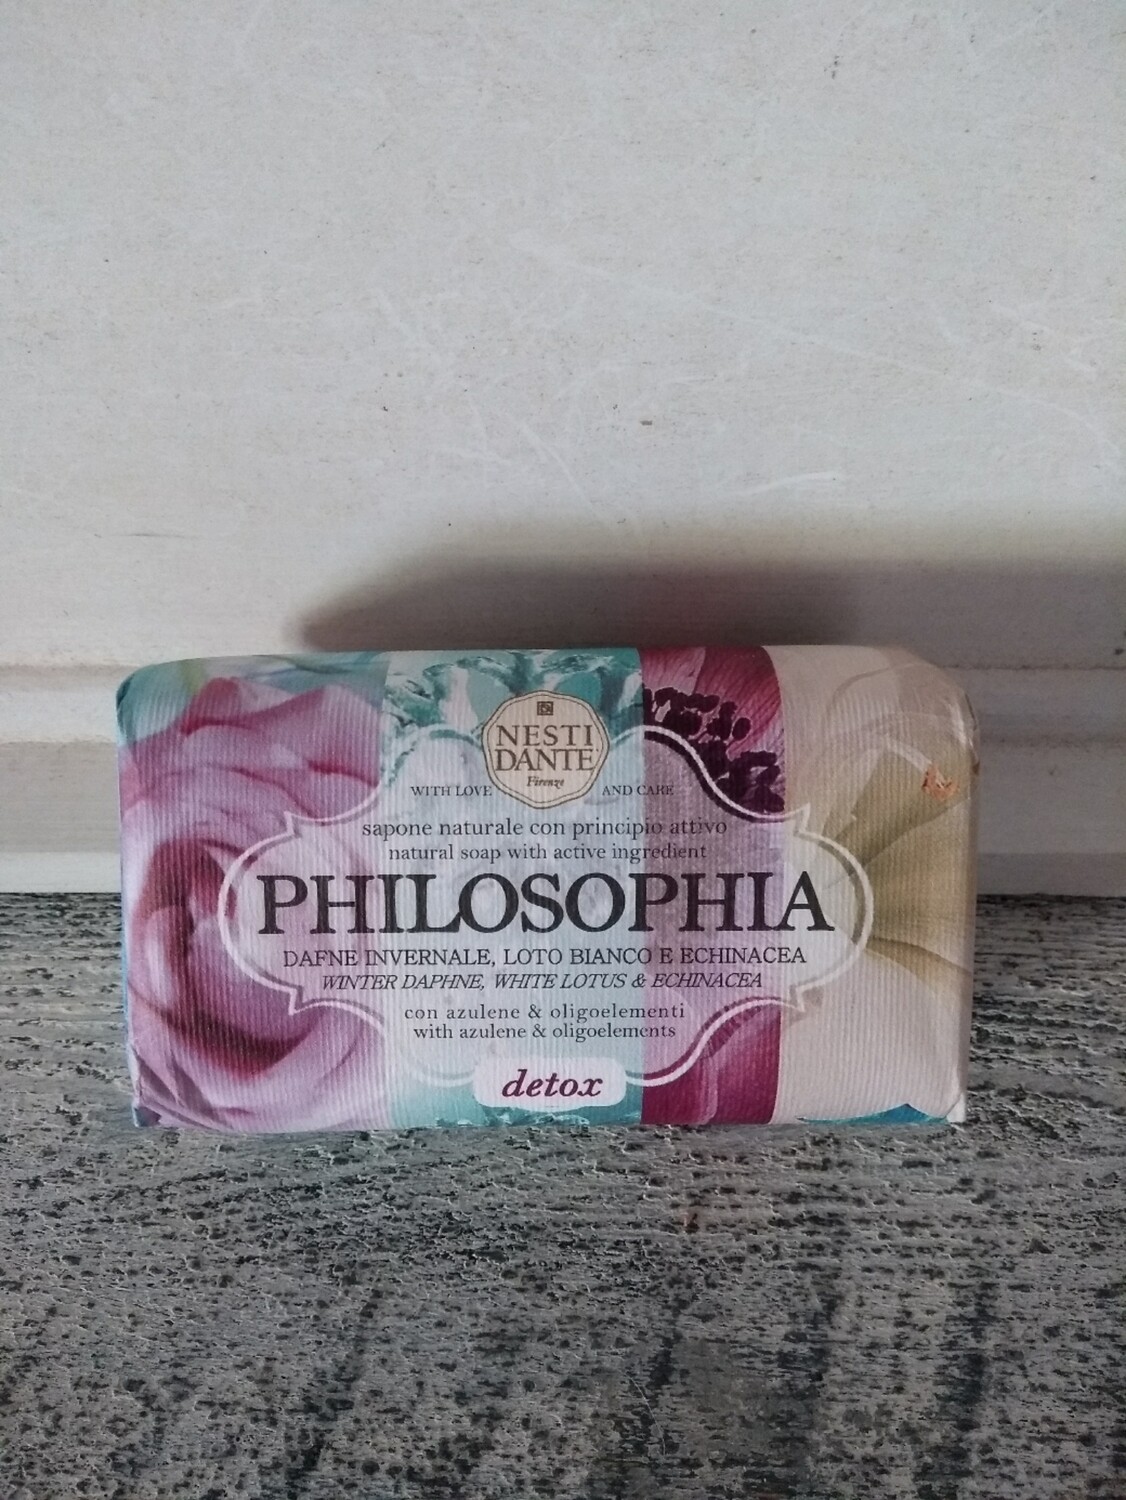 NESTI
DANTE
Firenze
WITH LOVE AND CARE
sapone naturale con principio attivo
natural soap with active ingredient
PHILOSOPHIA
DAFNE INVERNALE, LOTO BIANCO E ECHINACEA
WINTER DAPHNE, WHITE LOTUS & ECHINACEA
con azulene & oligoelementi
with azulene & oligoelements
detox